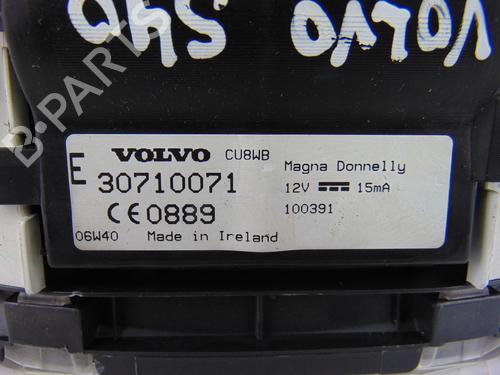 VOLVO S40
VOLVO CU8WB
E 30710071
CE0889
06W40 Made in Ireland
Magna Donnelly
12V 15mA
100391
B-PARTS